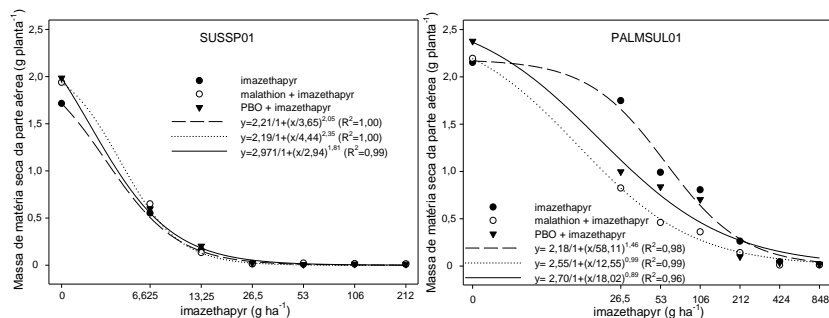 SUSSP01
Massa de matéria seca da parte aérea (g planta⁻¹)
2,5
2,0
1,5
1,0
0,5
0
imazethapyr
malathion + imazethapyr
PBO + imazethapyr
y=2,21/1+(x/3,65)^2,05 (R²=1,00)
y=2,19/1+(x/4,44)^2,35 (R²=1,00)
y=2,971/1+(x/2,94)^1,81 (R²=0,99)
0 6,625 13,25 26,5 53 106 212
imazethapyr (g ha⁻¹)
PALMSUL01
Massa de matéria seca da parte aérea (g planta⁻¹)
2,5
2,0
1,5
1,0
0,5
0
imazethapyr
malathion + imazethapyr
PBO + imazethapyr
y= 2,18/1+(x/58,11)^1,46 (R²=0,98)
y= 2,55/1+(x/12,55)^0,99 (R²=0,99)
y= 2,70/1+(x/18,02)^0,89 (R²=0,96)
0 26,5 53 106 212 424 848
imazethapyr (g ha⁻¹)